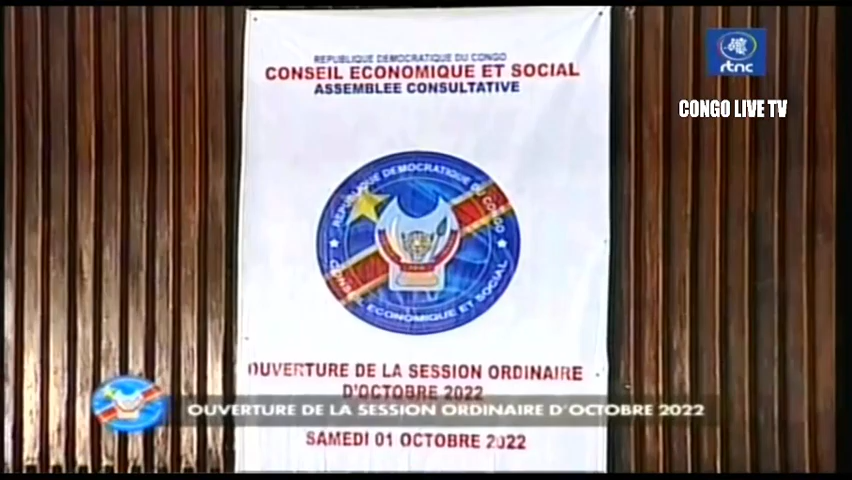 REPUBLIQUE DEMOCRATIQUE DU CONGO
CONSEIL ECONOMIQUE ET SOCIAL
ASSEMBLEE CONSULTATIVE
rtnc
CONGO LIVE TV
REPUBLIQUE DEMOCRATIQUE DU CONGO
CONSEIL ECONOMIQUE ET SOCIAL
OUVERTURE DE LA SESSION ORDINAIRE
D'OCTOBRE 2022
OUVERTURE DE LA SESSION ORDINAIRE D'OCTOBRE 2022
SAMEDI 01 OCTOBRE 2022